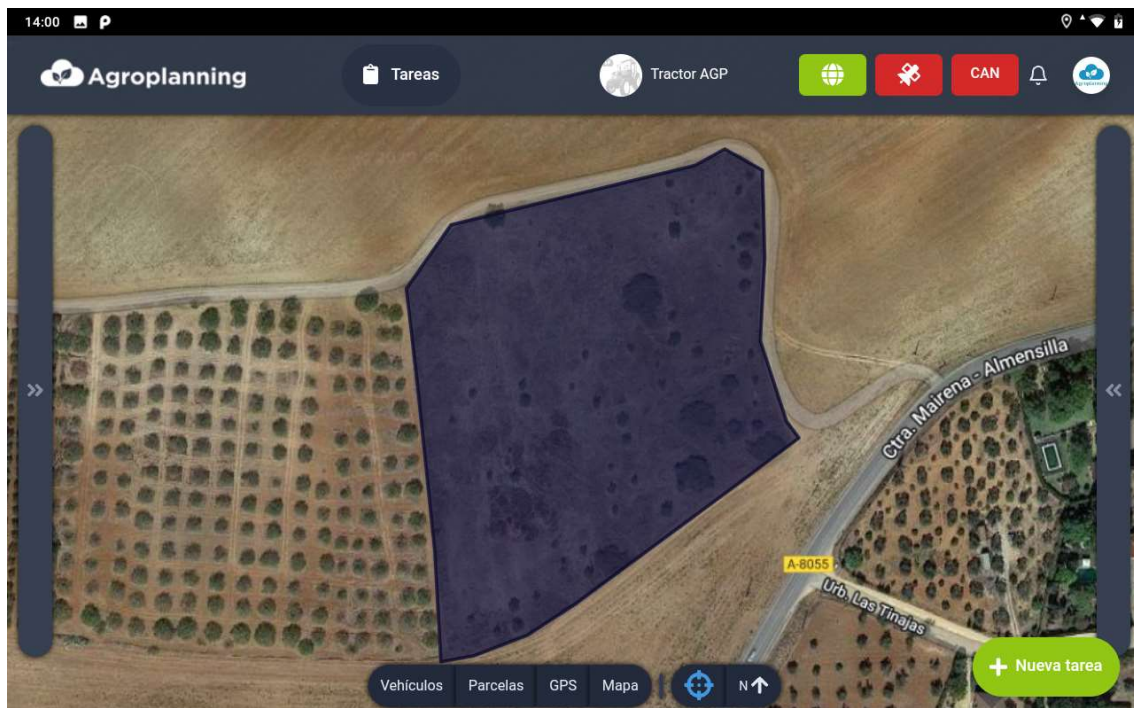 14:00
Agroplanning
Tareas
Tractor AGP
CAN
Ctra. Mairena - Almensilla
A-8055
Urb. Las Tinajas
Nueva tarea
Vehículos
Parcelas
GPS
Mapa
N